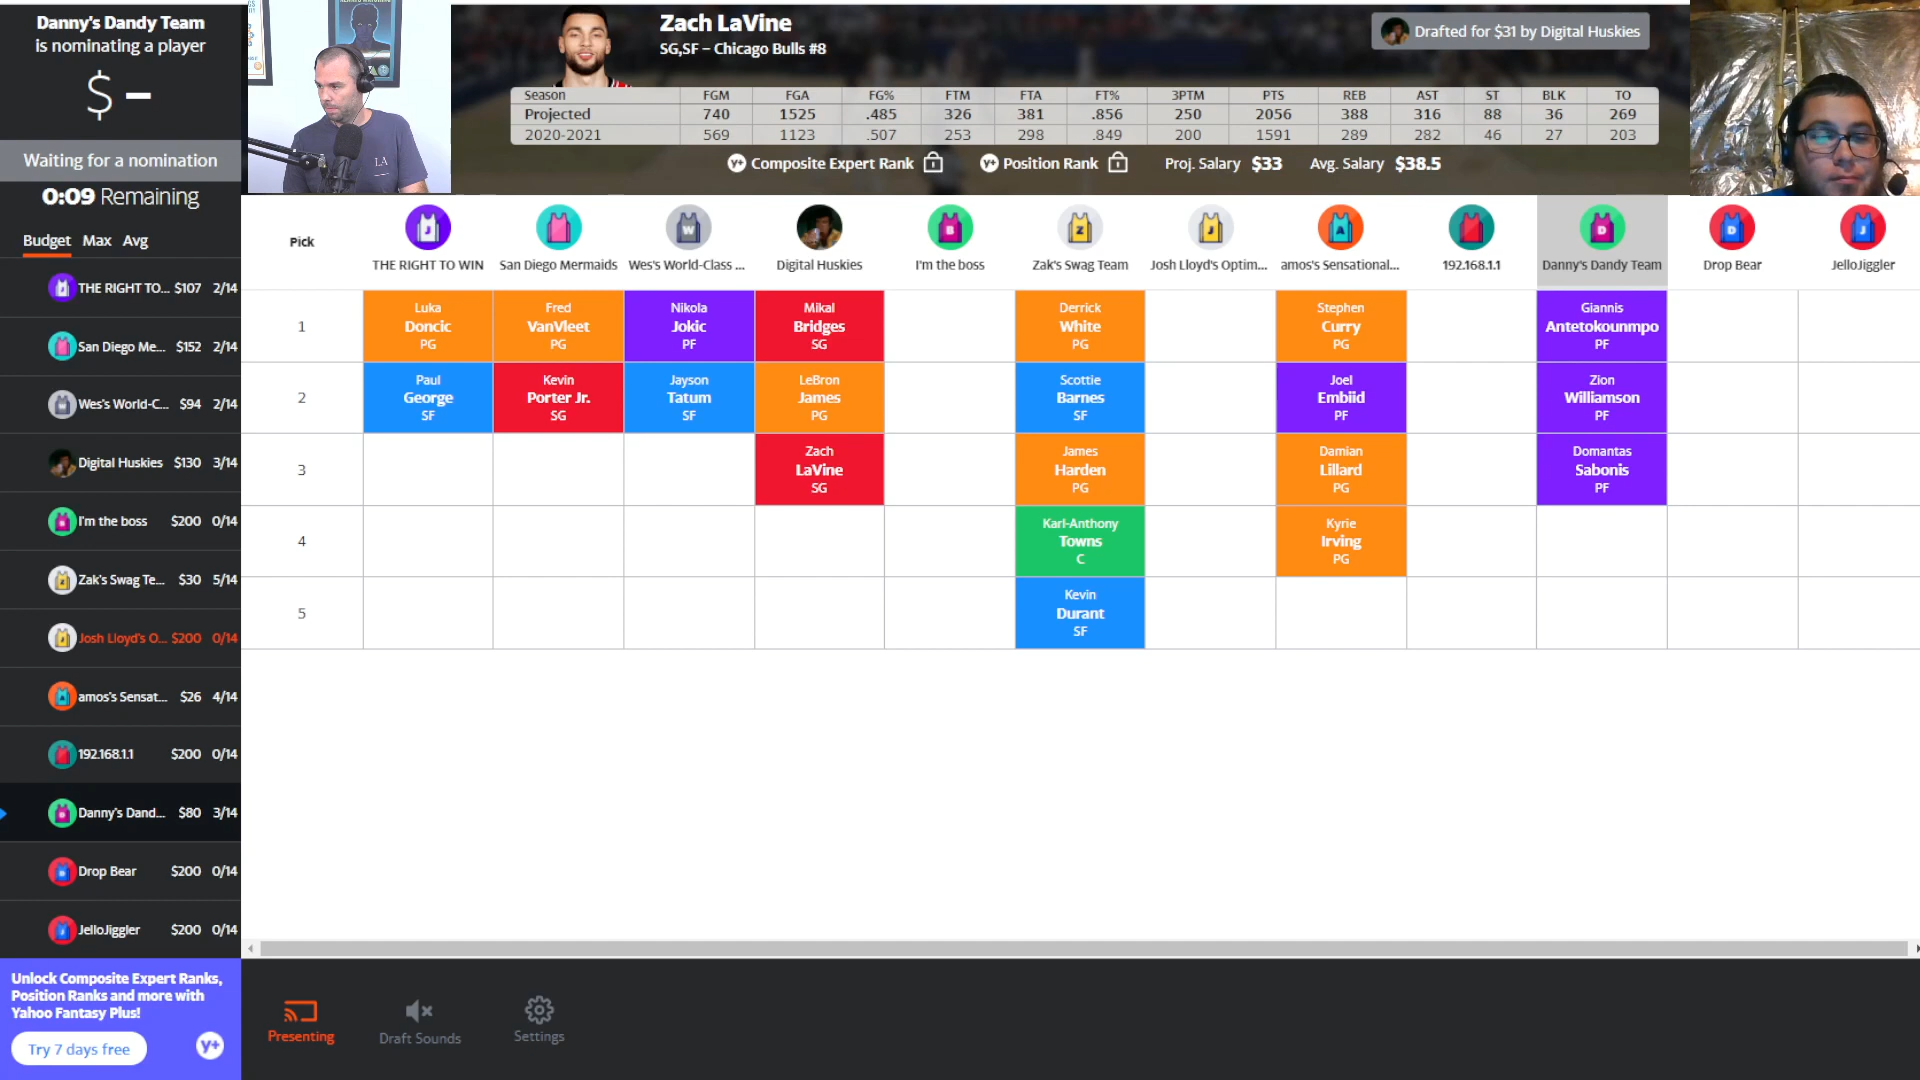 Danny's Dandy Team
is nominating a player
$ –
Waiting for a nomination
0:09 Remaining
Budget Max Avg
THE RIGHT TO... $107 2/14
San Diego Me... $152 2/14
Wes's World-C... $94 2/14
Digital Huskies $130 3/14
I'm the boss $200 0/14
Zak's Swag Te... $30 5/14
Josh Lloyd's O... $200 0/14
amos's Sensat... $26 4/14
192.168.1.1 $200 0/14
Danny's Dand... $80 3/14
Drop Bear $200 0/14
JelloJiggler $200 0/14
Unlock Composite Expert Ranks,
Position Ranks and more with
Yahoo Fantasy Plus!
Try 7 days free
y+
LA
Zach LaVine
SG,SF – Chicago Bulls #8
Drafted for $31 by Digital Huskies
Season FGM FGA FG% FTM FTA FT% 3PTM PTS REB AST ST BLK TO
Projected 740 1525 .485 326 381 .856 250 2056 388 316 88 36 269
2020-2021 569 1123 .507 253 298 .849 200 1591 289 282 46 27 203
y+ Composite Expert Rank y+ Position Rank Proj. Salary $33 Avg. Salary $38.5
J W B Z J A D D J
Pick THE RIGHT TO WIN San Diego Mermaids Wes's World-Class ... Digital Huskies I'm the boss Zak's Swag Team Josh Lloyd's Optim... amos's Sensational... 192.168.1.1 Danny's Dandy Team Drop Bear JelloJiggler
1
Luka Fred Nikola Mikal Derrick Stephen Giannis
Doncic VanVleet Jokic Bridges White Curry Antetokounmpo
PG PG PF SG PG PG PF
2
Paul Kevin Jayson LeBron Scottie Joel Zion
George Porter Jr. Tatum James Barnes Embiid Williamson
SF SG SF PG SF PF PF
3
Zach James Damian Domantas
LaVine Harden Lillard Sabonis
SG PG PG PF
4
Karl-Anthony Kyrie
Towns Irving
C PG
5
Kevin
Durant
SF
Presenting Draft Sounds Settings